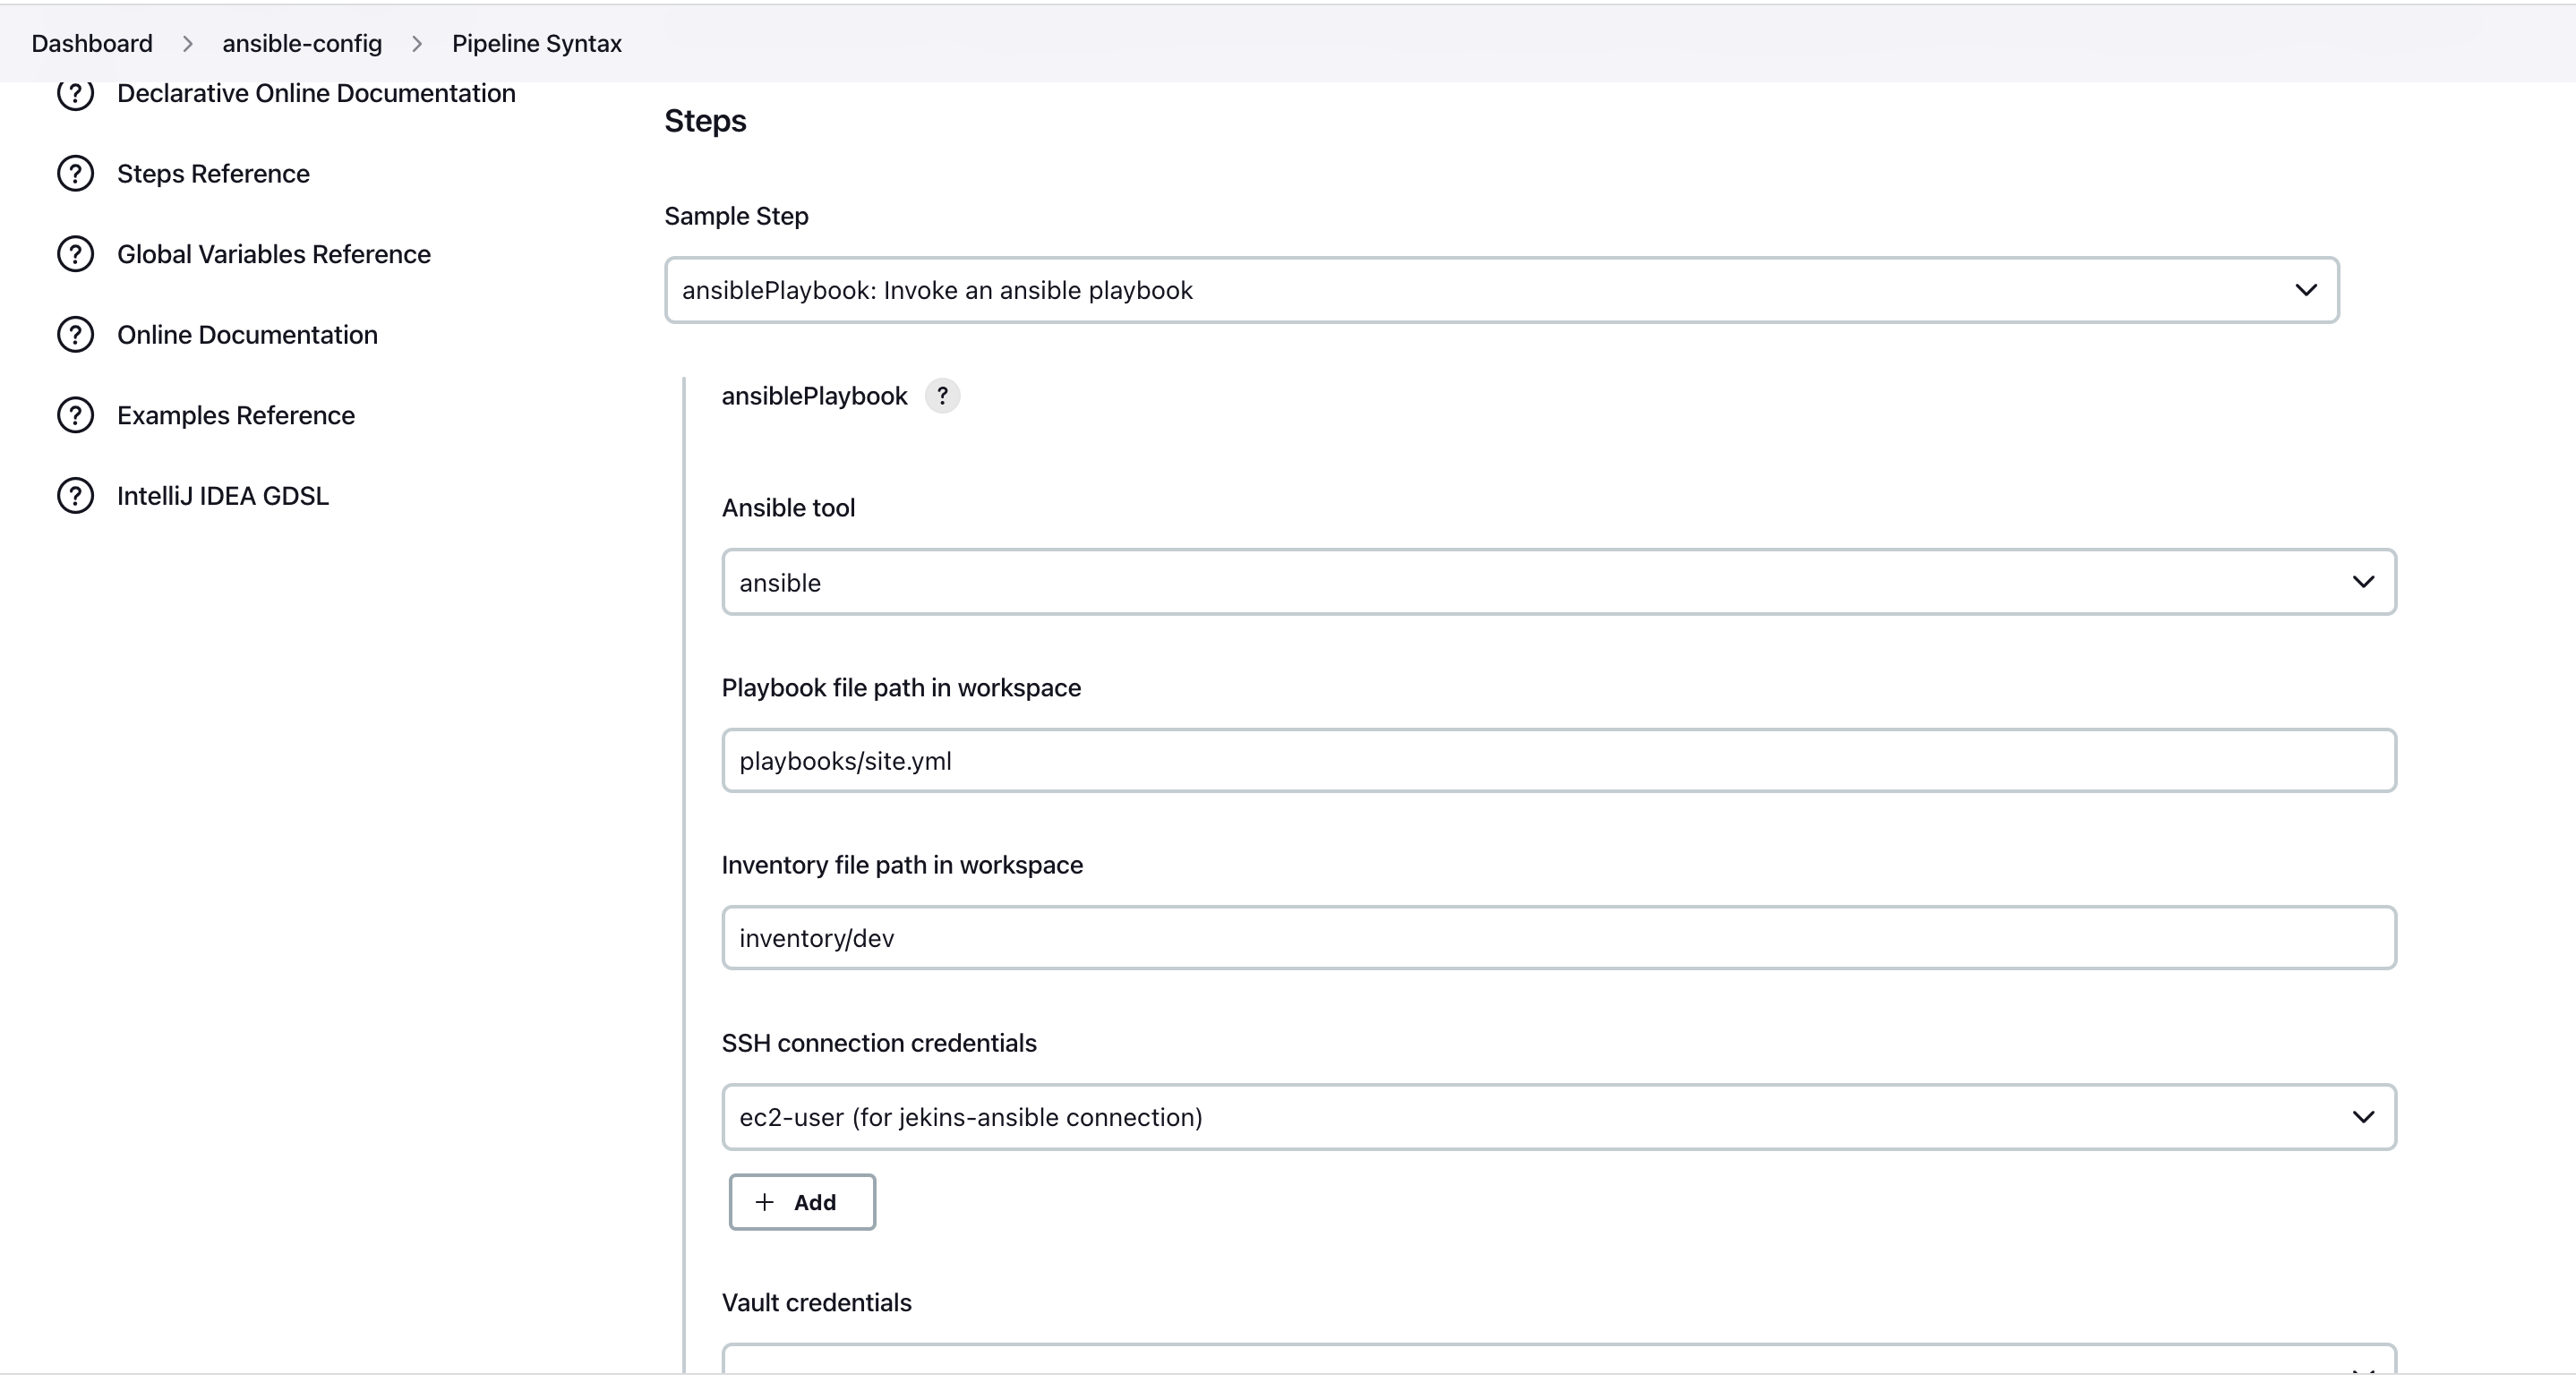 Dashboard > ansible-config > Pipeline Syntax
Declarative Online Documentation
Steps Reference
Global Variables Reference
Online Documentation
Examples Reference
IntelliJ IDEA GDSL
Steps
Sample Step
ansiblePlaybook: Invoke an ansible playbook
ansiblePlaybook ?
Ansible tool
ansible
Playbook file path in workspace
playbooks/site.yml
Inventory file path in workspace
inventory/dev
SSH connection credentials
ec2-user (for jekins-ansible connection)
+ Add
Vault credentials